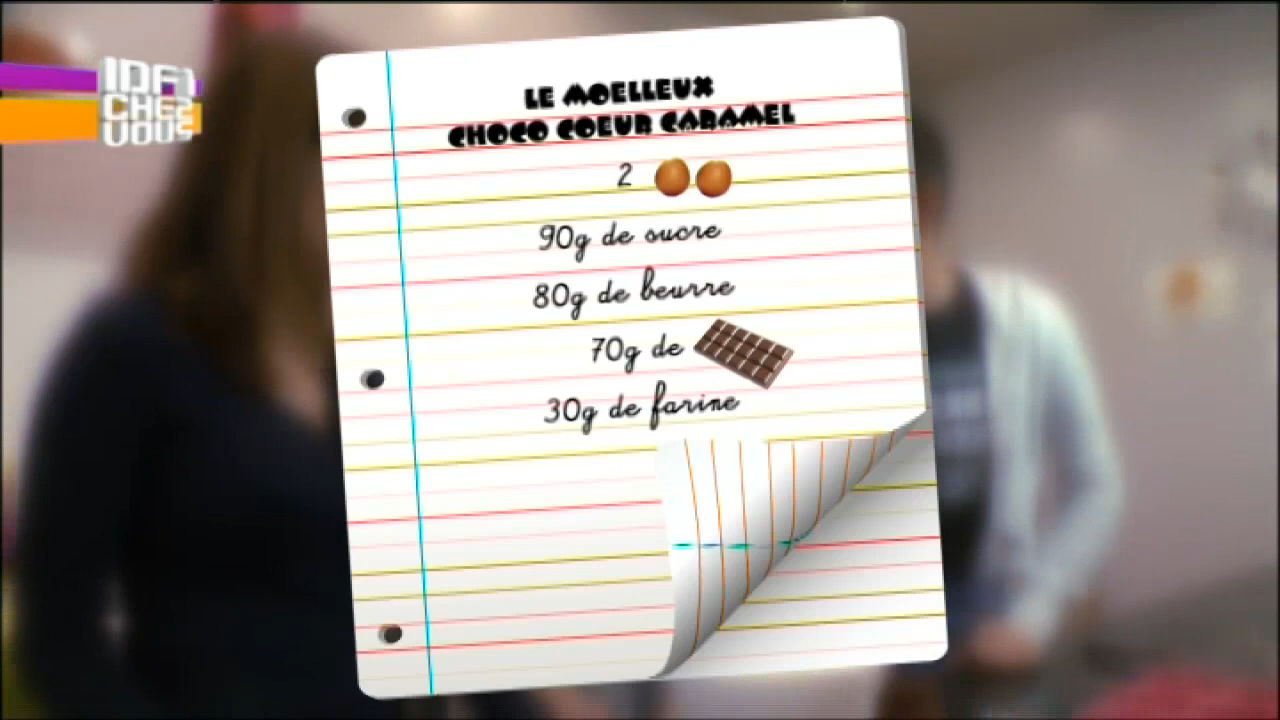 IDF1
CHEZ
VOUS
LE MOELLEUX
CHOCO COEUR CARAMEL
2
90g de sucre
80g de beurre
70g de
30g de farine